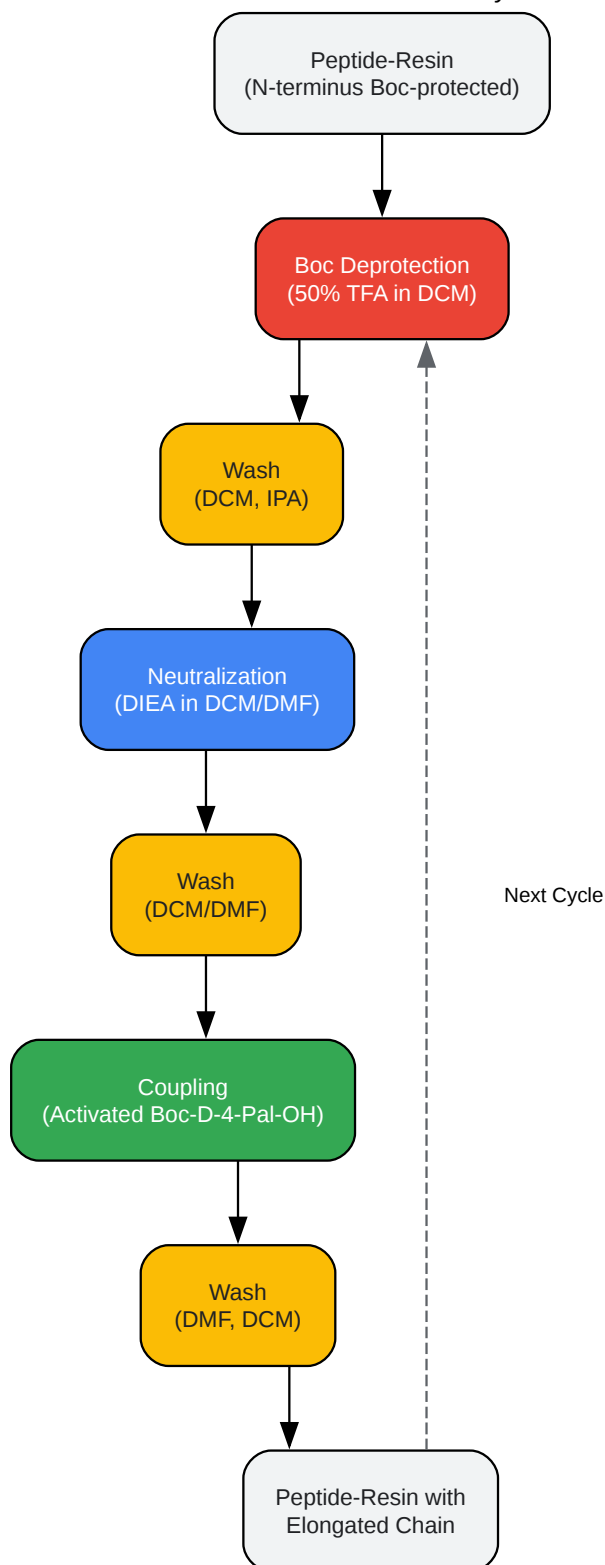 Peptide-Resin
(N-terminus Boc-protected)
Boc Deprotection
(50% TFA in DCM)
Wash
(DCM, IPA)
Neutralization
(DIEA in DCM/DMF)
Wash
(DCM/DMF)
Next Cycle
Coupling
(Activated Boc-D-4-Pal-OH)
Wash
(DMF, DCM)
Peptide-Resin with
Elongated Chain